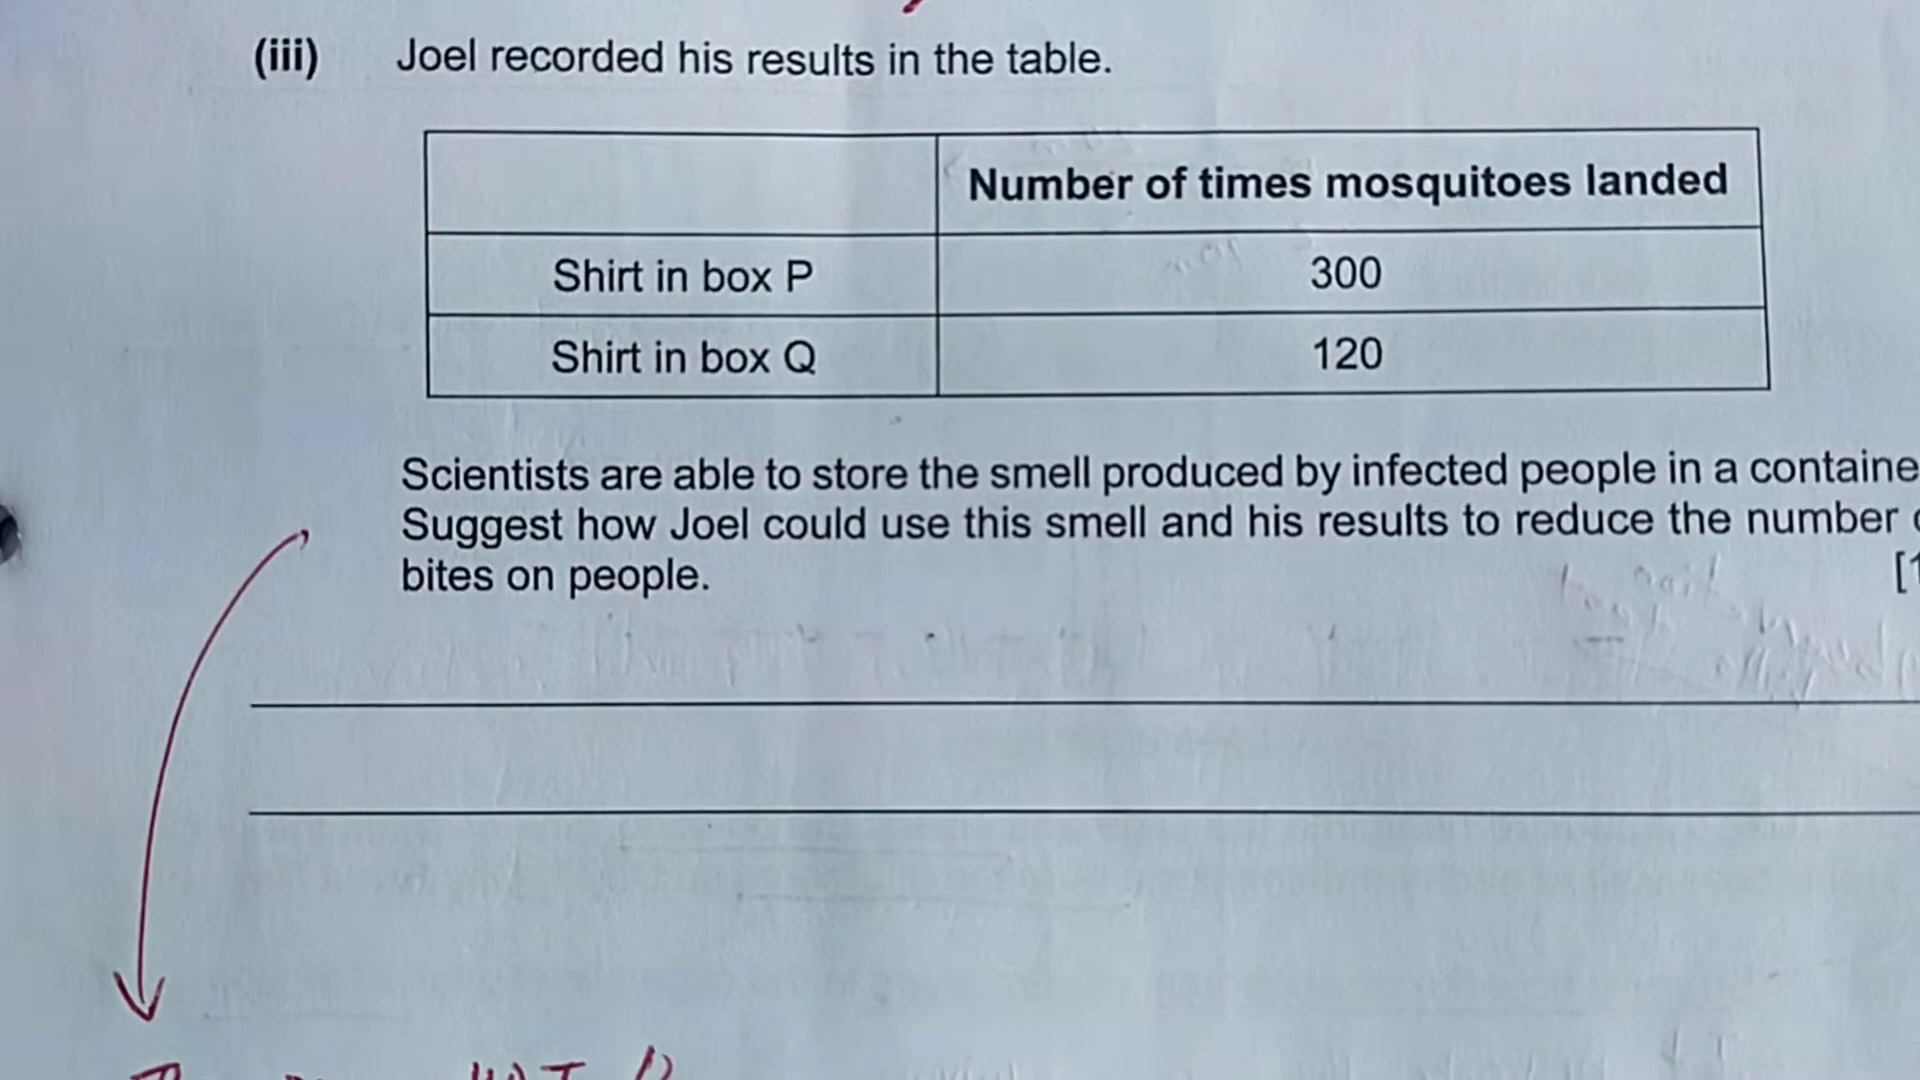 (iii) Joel recorded his results in the table.
Number of times mosquitoes landed
Shirt in box P 300
Shirt in box Q 120
Scientists are able to store the smell produced by infected people in a containe
Suggest how Joel could use this smell and his results to reduce the number
bites on people. [1